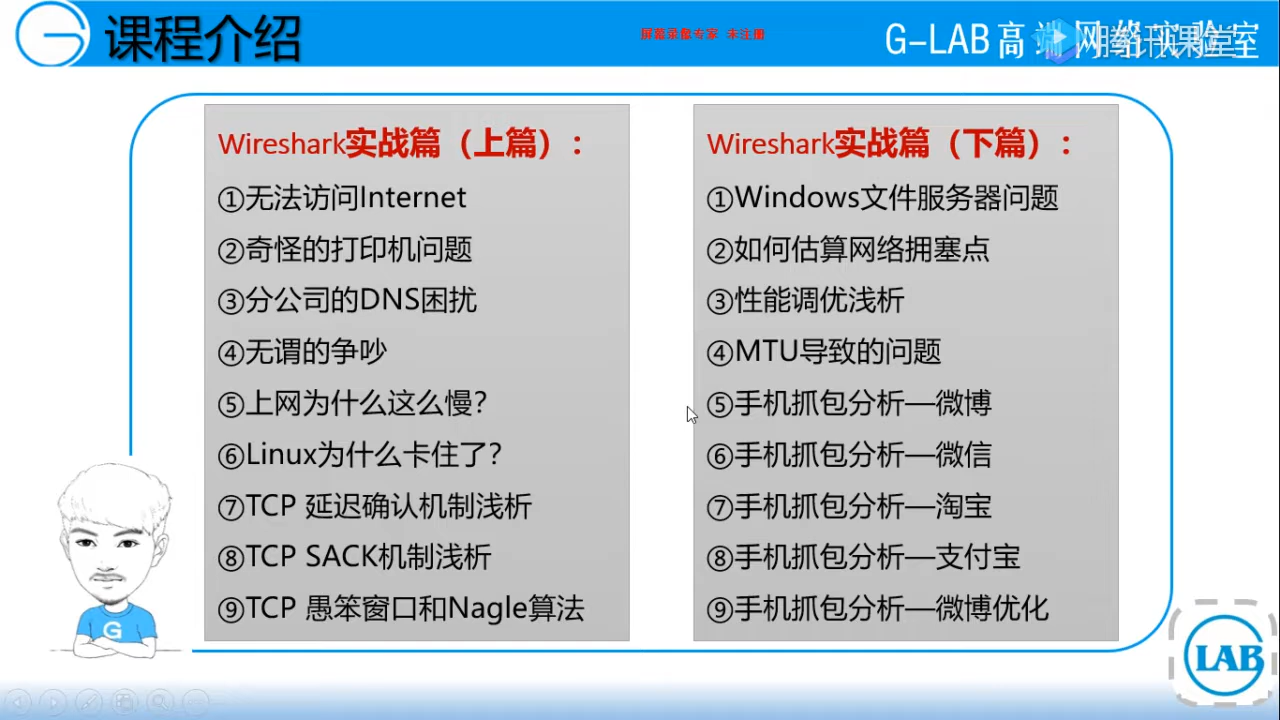 课程介绍
屏幕录像专家 未注册
G-LAB高端网络实验室
腾讯课堂
Wireshark实战篇（上篇）：
①无法访问Internet
②奇怪的打印机问题
③分公司的DNS困扰
④无谓的争吵
⑤上网为什么这么慢？
⑥Linux为什么卡住了？
⑦TCP 延迟确认机制浅析
⑧TCP SACK机制浅析
⑨TCP 愚笨窗口和Nagle算法
Wireshark实战篇（下篇）：
①Windows文件服务器问题
②如何估算网络拥塞点
③性能调优浅析
④MTU导致的问题
⑤手机抓包分析—微博
⑥手机抓包分析—微信
⑦手机抓包分析—淘宝
⑧手机抓包分析—支付宝
⑨手机抓包分析—微博优化
G
LAB